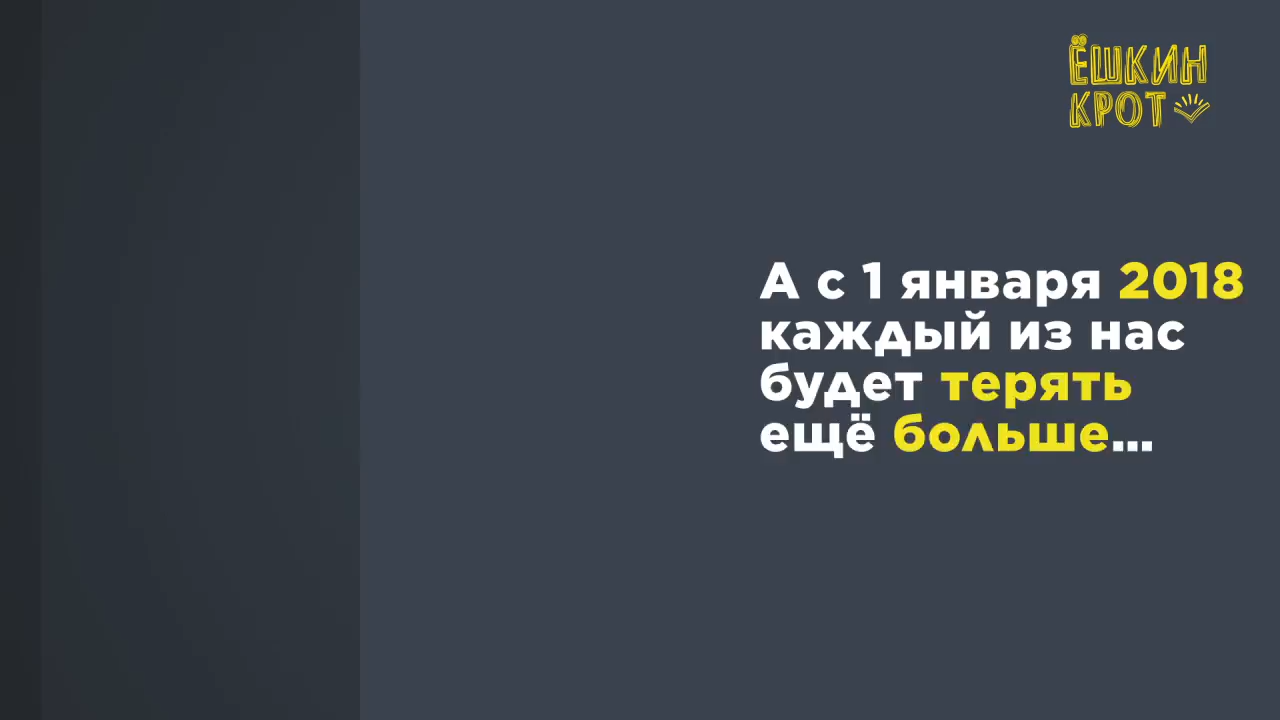 ЁШКИН
КРОТ
А с 1 января 2018
каждый из нас
будет терять
ещё больше...